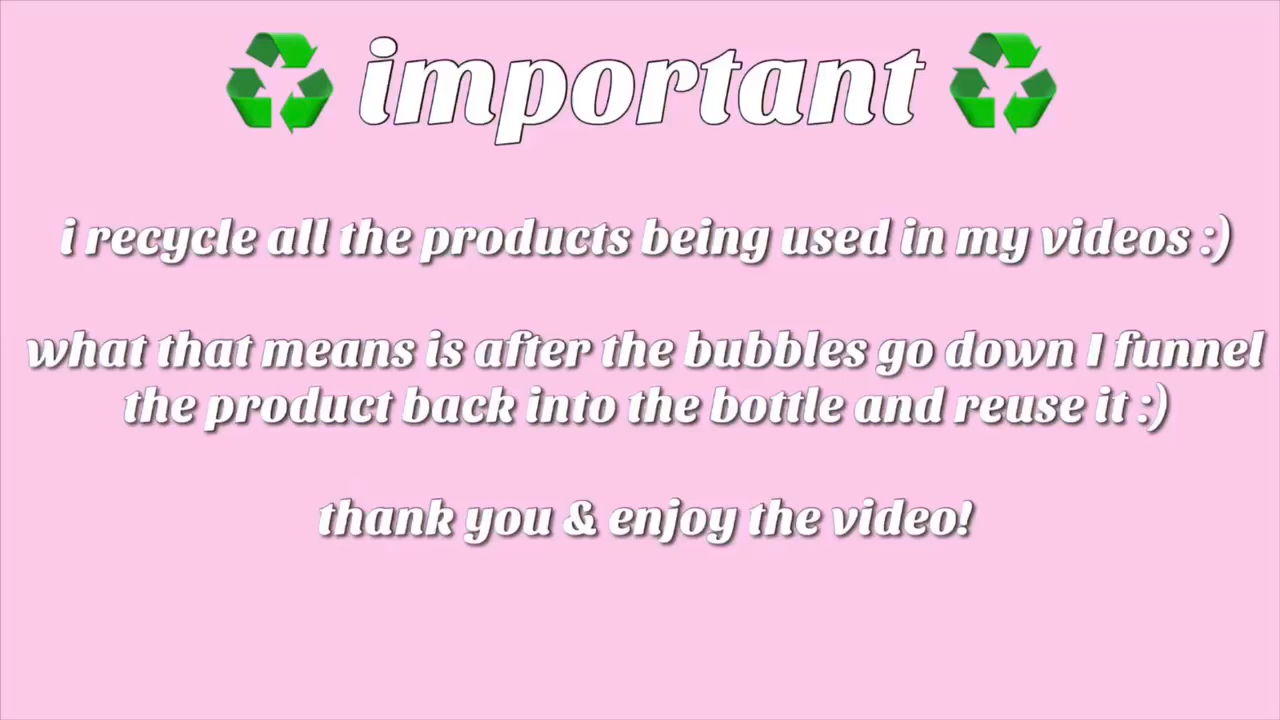 important
i recycle all the products being used in my videos :)
what that means is after the bubbles go down I funnel
the product back into the bottle and reuse it :)
thank you & enjoy the video!